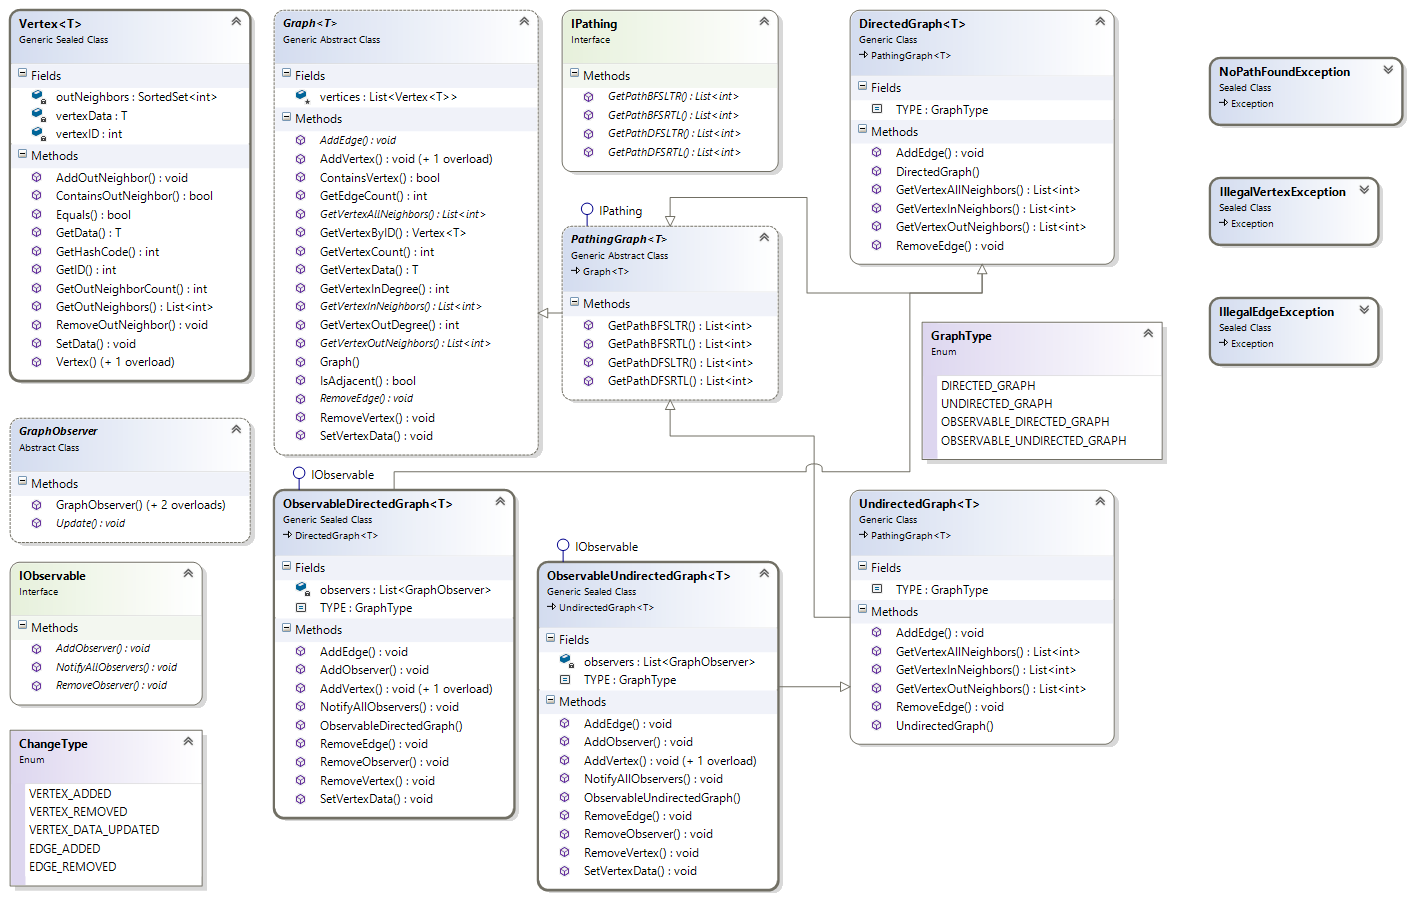 Vertex<T>
Generic Sealed Class
Fields
outNeighbors : SortedSet<int>
vertexData : T
vertexID : int
Methods
AddOutNeighbor() : void
ContainsOutNeighbor() : bool
Equals() : bool
GetData() : T
GetHashCode() : int
GetID() : int
GetOutNeighborCount() : int
GetOutNeighbors() : List<int>
RemoveOutNeighbor() : void
SetData() : void
Vertex() (+ 1 overload)
GraphObserver
Abstract Class
Methods
GraphObserver() (+ 2 overloads)
Update() : void
IObservable
Interface
Methods
AddObserver() : void
NotifyAllObservers() : void
RemoveObserver() : void
ChangeType
Enum
VERTEX_ADDED
VERTEX_REMOVED
VERTEX_DATA_UPDATED
EDGE_ADDED
EDGE_REMOVED
Graph<T>
Generic Abstract Class
Fields
vertices : List<Vertex<T>>
Methods
AddEdge() : void
AddVertex() : void (+ 1 overload)
ContainsVertex() : bool
GetEdgeCount() : int
GetVertexAllNeighbors() : List<int>
GetVertexByID() : Vertex<T>
GetVertexCount() : int
GetVertexData() : T
GetVertexInDegree() : int
GetVertexInNeighbors() : List<int>
GetVertexOutDegree() : int
GetVertexOutNeighbors() : List<int>
Graph()
IsAdjacent() : bool
RemoveEdge() : void
RemoveVertex() : void
SetVertexData() : void
IObservable
ObservableDirectedGraph<T>
Generic Sealed Class
DirectedGraph<T>
Fields
observers : List<GraphObserver>
TYPE : GraphType
Methods
AddEdge() : void
AddObserver() : void
AddVertex() : void (+ 1 overload)
NotifyAllObservers() : void
ObservableDirectedGraph()
RemoveEdge() : void
RemoveObserver() : void
RemoveVertex() : void
SetVertexData() : void
IPathing
Interface
Methods
GetPathBFSLTR() : List<int>
GetPathBFSRTL() : List<int>
GetPathDFSLTR() : List<int>
GetPathDFSRTL() : List<int>
IPathing
PathingGraph<T>
Generic Abstract Class
Graph<T>
Methods
GetPathBFSLTR() : List<int>
GetPathBFSRTL() : List<int>
GetPathDFSLTR() : List<int>
GetPathDFSRTL() : List<int>
IObservable
ObservableUndirectedGraph<T>
Generic Sealed Class
UndirectedGraph<T>
Fields
observers : List<GraphObserver>
TYPE : GraphType
Methods
AddEdge() : void
AddObserver() : void
AddVertex() : void (+ 1 overload)
NotifyAllObservers() : void
ObservableUndirectedGraph()
RemoveEdge() : void
RemoveObserver() : void
RemoveVertex() : void
SetVertexData() : void
DirectedGraph<T>
Generic Class
PathingGraph<T>
Fields
TYPE : GraphType
Methods
AddEdge() : void
DirectedGraph()
GetVertexAllNeighbors() : List<int>
GetVertexInNeighbors() : List<int>
GetVertexOutNeighbors() : List<int>
RemoveEdge() : void
GraphType
Enum
DIRECTED_GRAPH
UNDIRECTED_GRAPH
OBSERVABLE_DIRECTED_GRAPH
OBSERVABLE_UNDIRECTED_GRAPH
UndirectedGraph<T>
Generic Class
PathingGraph<T>
Fields
TYPE : GraphType
Methods
AddEdge() : void
GetVertexAllNeighbors() : List<int>
GetVertexInNeighbors() : List<int>
GetVertexOutNeighbors() : List<int>
RemoveEdge() : void
UndirectedGraph()
NoPathFoundException
Sealed Class
Exception
IllegalVertexException
Sealed Class
Exception
IllegalEdgeException
Sealed Class
Exception